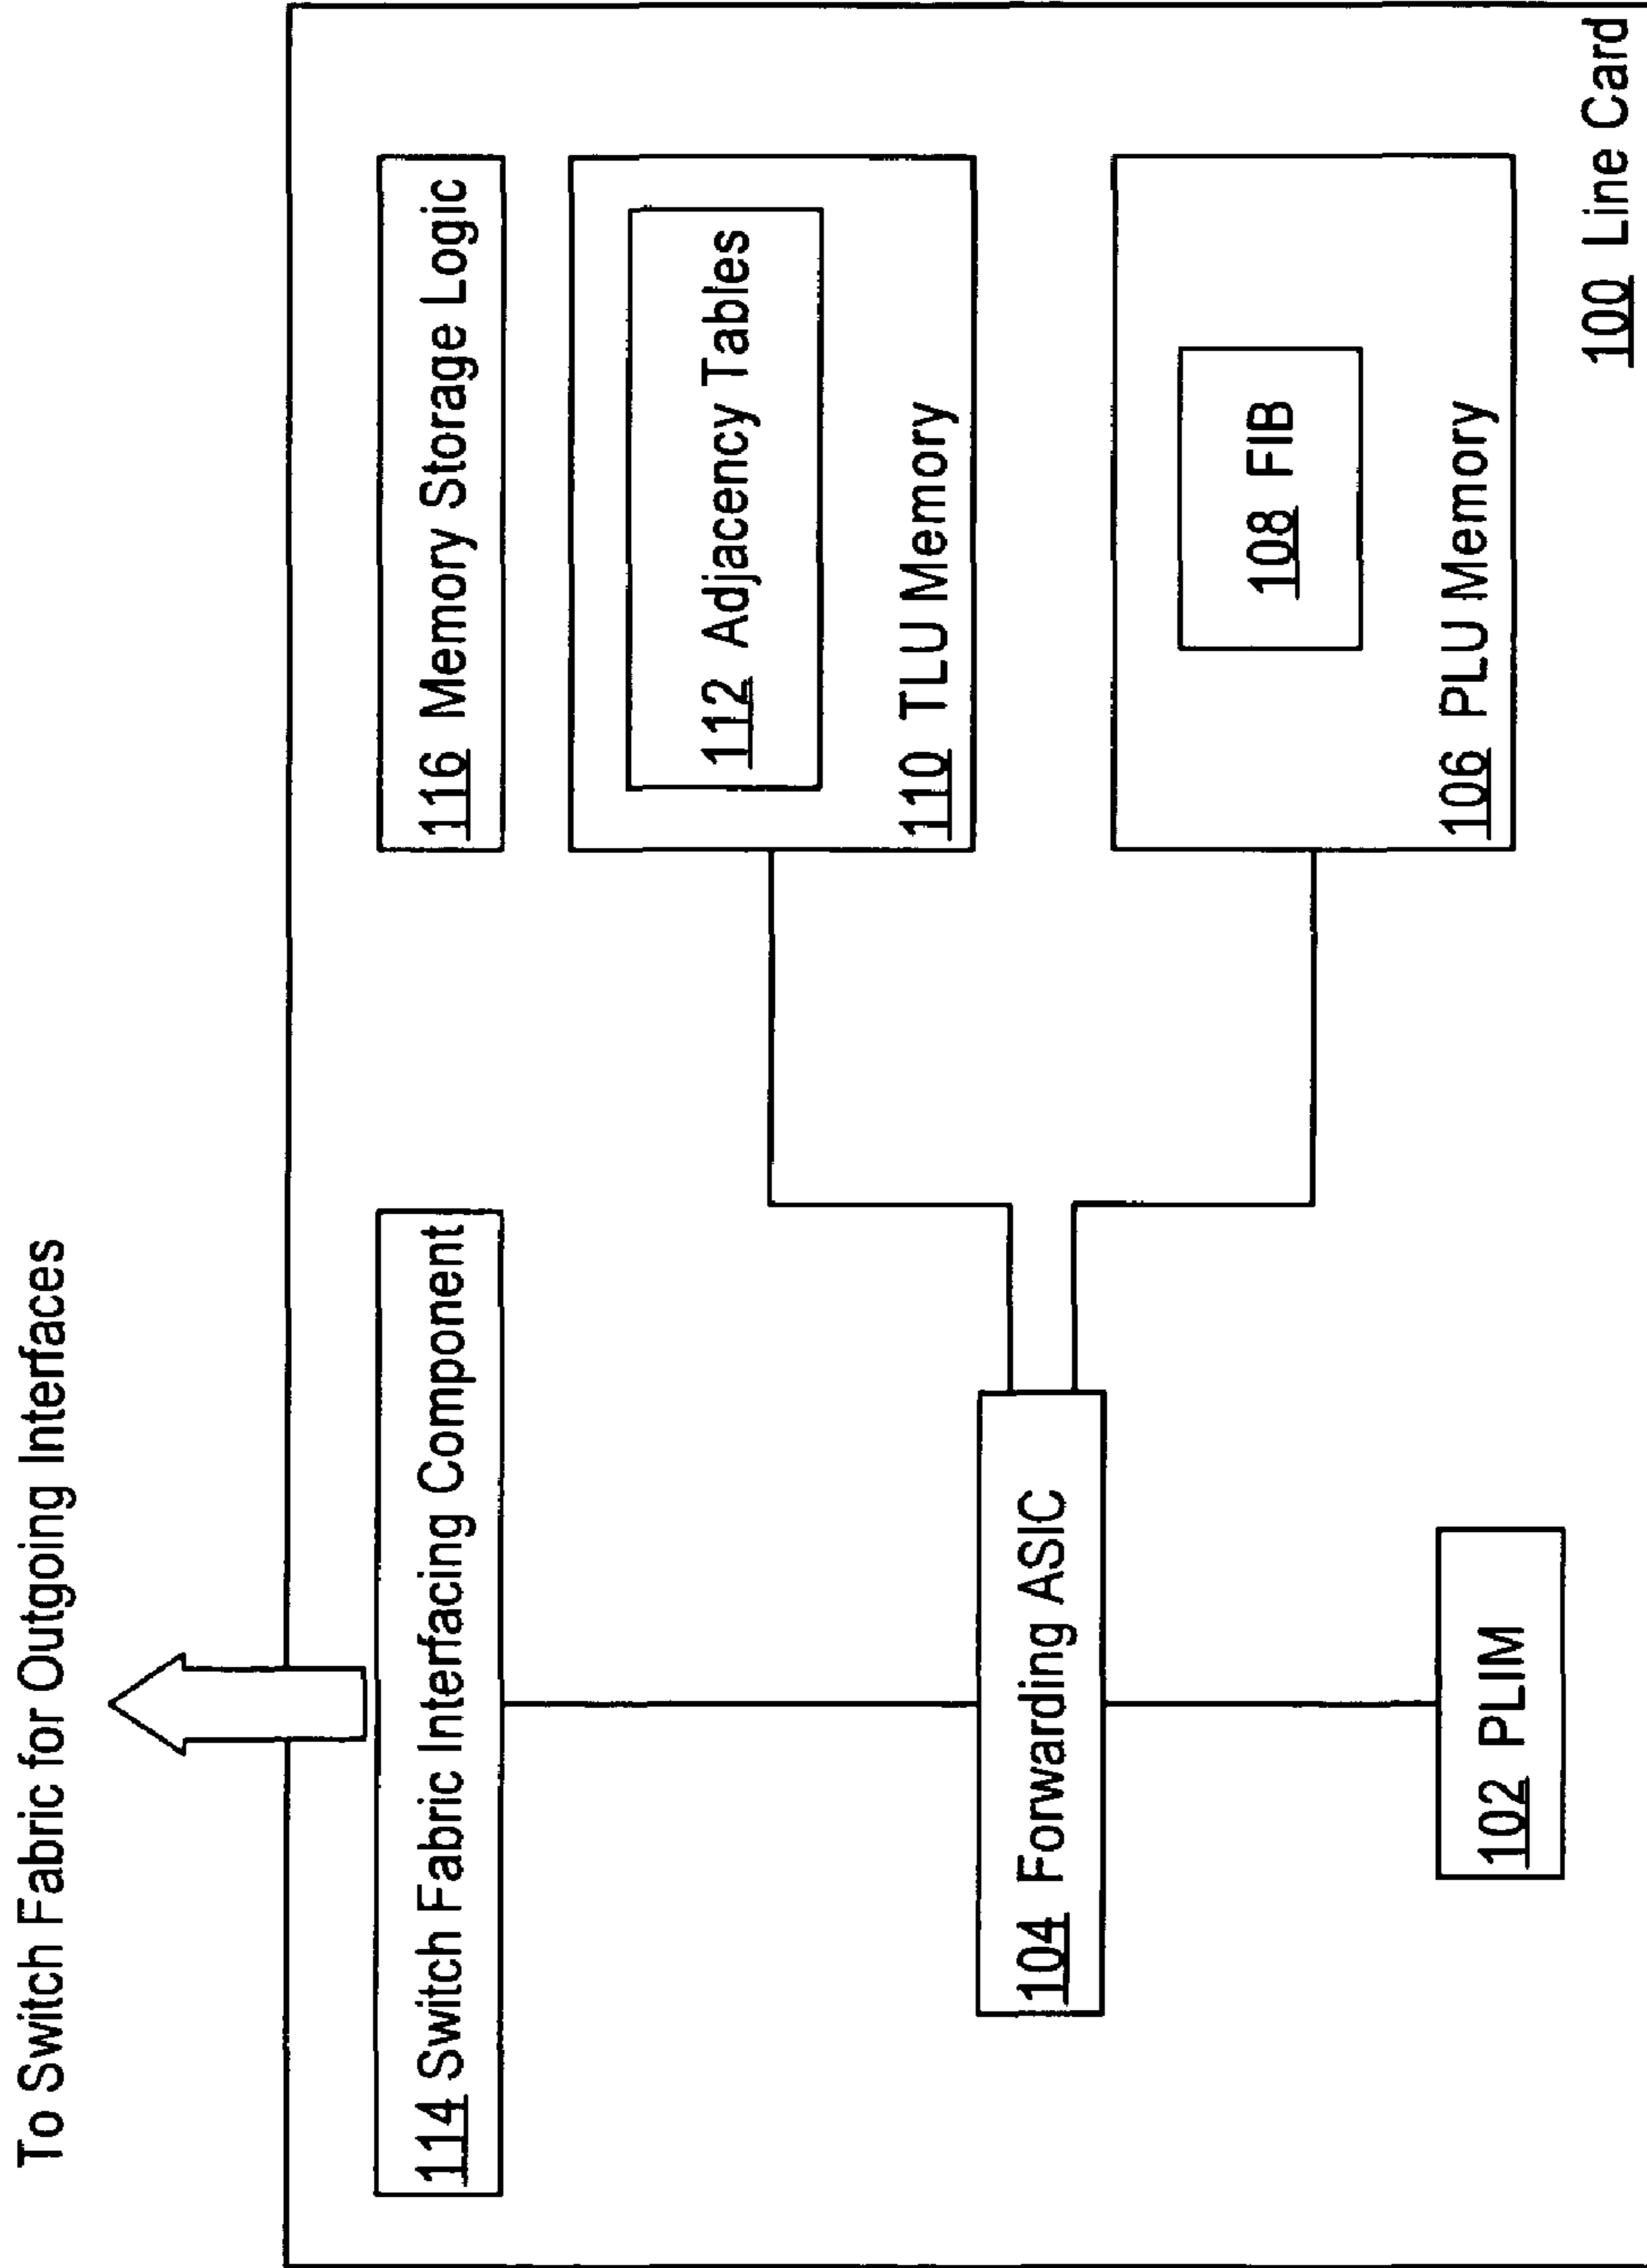 To Switch Fabric for Outgoing Interfaces
114 Switch Fabric Interfacing Component
116 Memory Storage Logic
112 Adjacency Tables
110 TLU Memory
104 Forwarding ASIC
108 FIB
106 PLU Memory
102 PLIM
100 Line Card